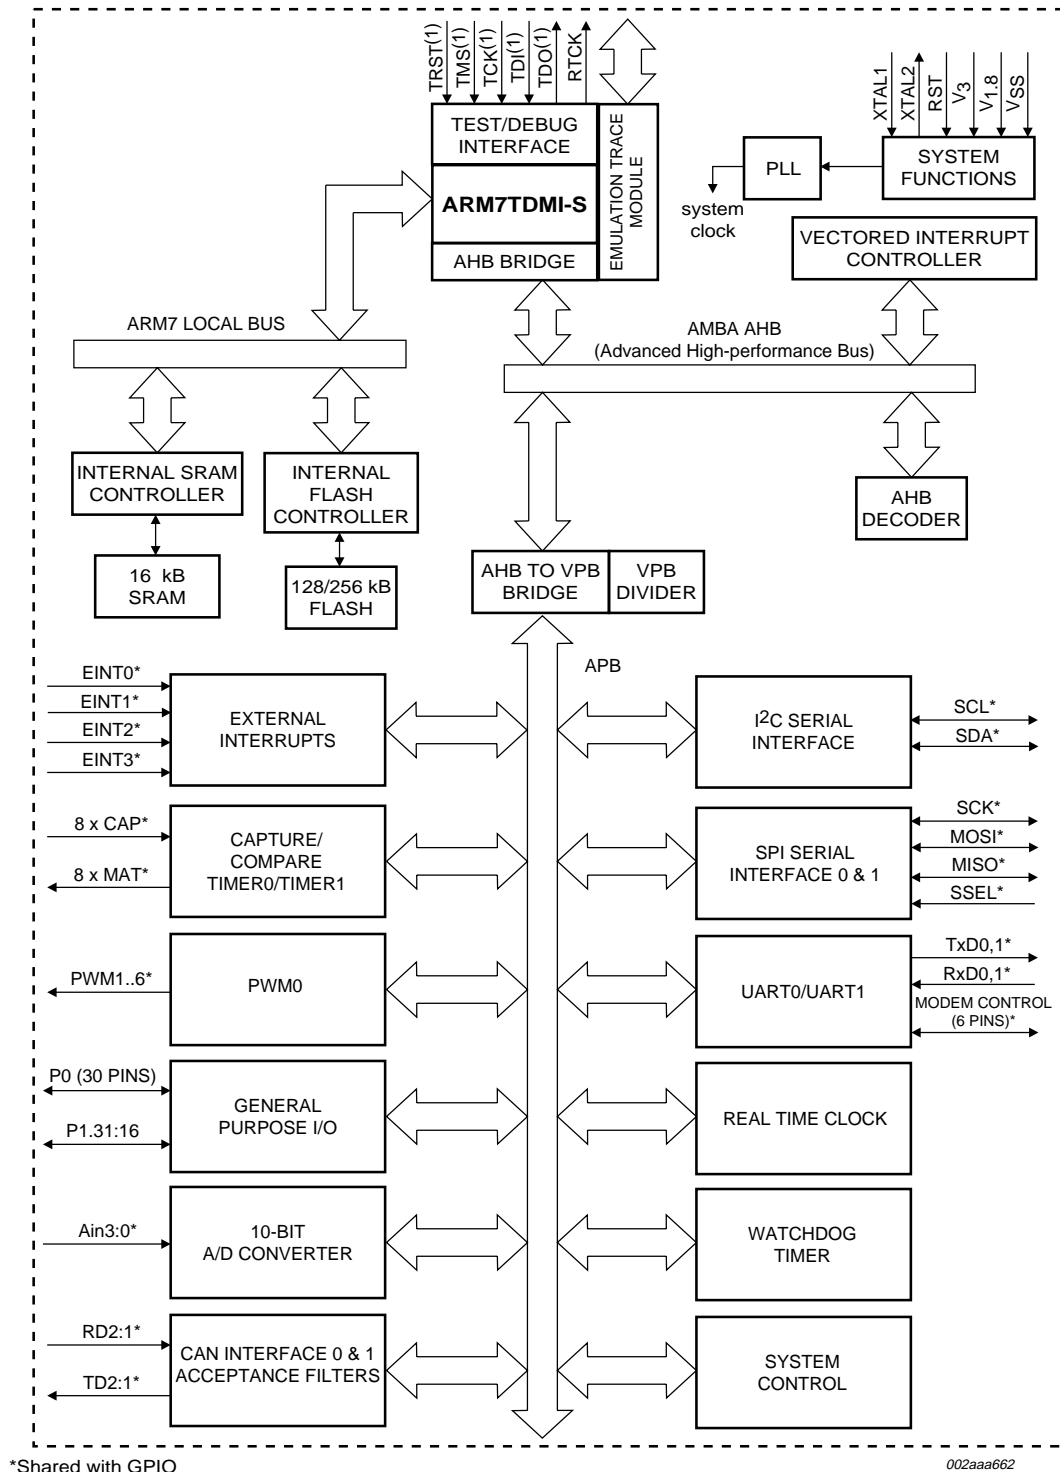 TRST(1)
TMS(1)
TCK(1)
TDI(1)
TDO(1)
RTCK
XTAL1
XTAL2
RST
V3
V1.8
VSS
TEST/DEBUG
INTERFACE
ARM7TDMI-S
AHB BRIDGE
EMULATION TRACE
MODULE
PLL
system
clock
SYSTEM
FUNCTIONS
VECTORED INTERRUPT
CONTROLLER
ARM7 LOCAL BUS
AMBA AHB
(Advanced High-performance Bus)
INTERNAL SRAM
CONTROLLER
INTERNAL
FLASH
CONTROLLER
AHB
DECODER
16 kB
SRAM
128/256 kB
FLASH
AHB TO VPB
BRIDGE
VPB
DIVIDER
APB
EINT0*
EINT1*
EINT2*
EINT3*
EXTERNAL
INTERRUPTS
I2C SERIAL
INTERFACE
SCL*
SDA*
8 x CAP*
8 x MAT*
CAPTURE/
COMPARE
TIMER0/TIMER1
SPI SERIAL
INTERFACE 0 & 1
SCK*
MOSI*
MISO*
SSEL*
PWM1..6*
PWM0
UART0/UART1
TxD0,1*
RxD0,1*
MODEM CONTROL
(6 PINS)*
P0 (30 PINS)
P1.31:16
GENERAL
PURPOSE I/O
REAL TIME CLOCK
Ain3:0*
10-BIT
A/D CONVERTER
WATCHDOG
TIMER
RD2:1*
TD2:1*
CAN INTERFACE 0 & 1
ACCEPTANCE FILTERS
SYSTEM
CONTROL
*Shared with GPIO
002aaa662